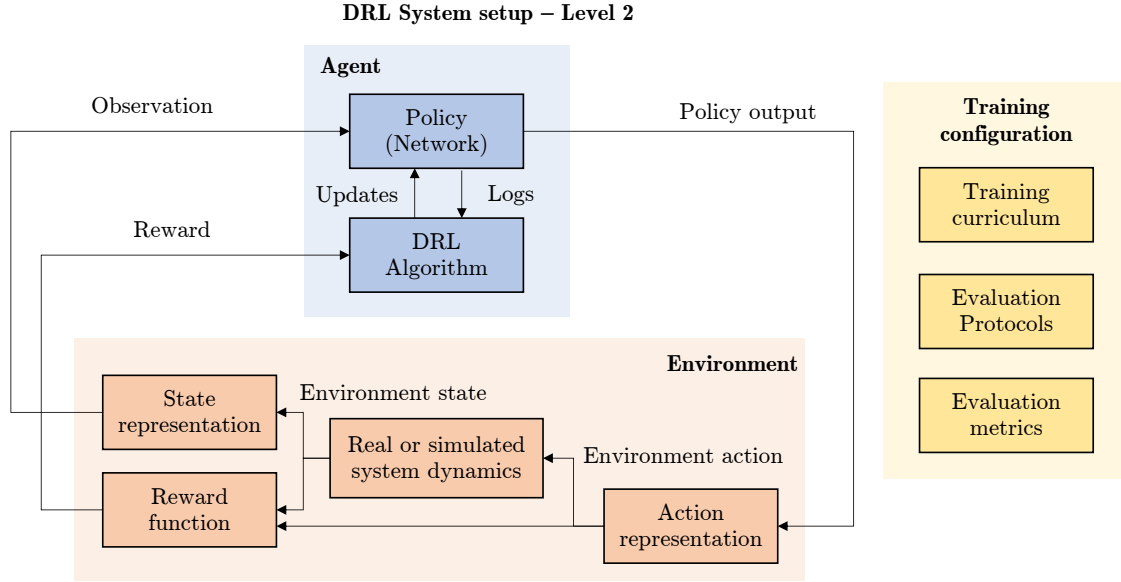 DRL System setup – Level 2
Agent
Observation
Policy
(Network)
Policy output
Updates
Logs
Reward
DRL
Algorithm
Training
configuration
Training
curriculum
Evaluation
Protocols
Evaluation
metrics
Environment
State
representation
Environment state
Real or simulated
system dynamics
Environment action
Reward
function
Action
representation